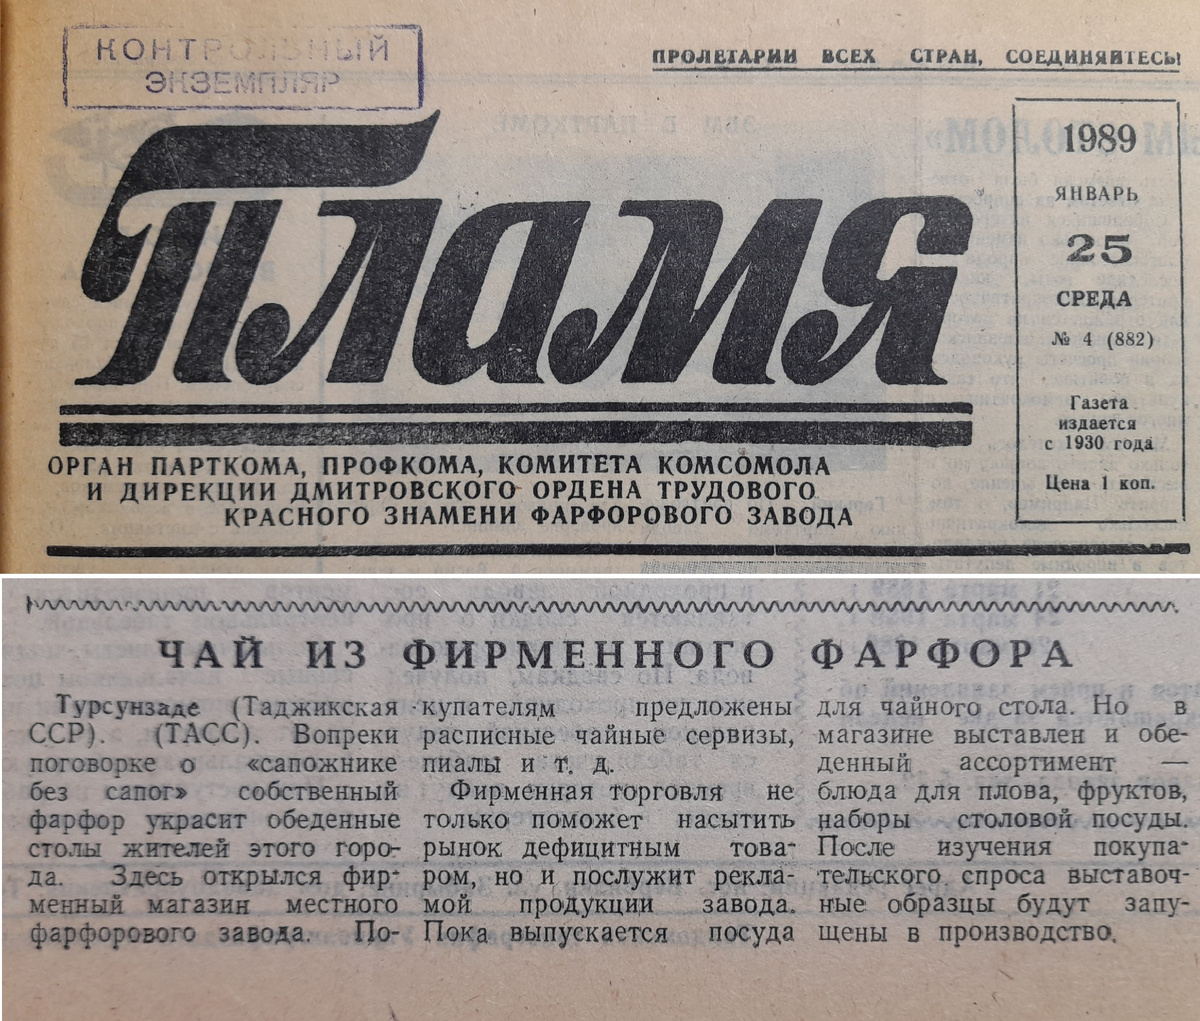 КОНТРОЛЬНЫЙ
ЭКЗЕМПЛЯР
ПРОЛЕТАРИИ ВСЕХ СТРАН, СОЕДИНЯЙТЕСЬ!
Пламя
1989
ЯНВАРЬ
25
СРЕДА
№ 4 (882)
Газета
издается
с 1930 года
Цена 1 коп.
ОРГАН ПАРТКОМА, ПРОФКОМА, КОМИТЕТА КОМСОМОЛА
И ДИРЕКЦИИ ДМИТРОВСКОГО ОРДЕНА ТРУДОВОГО
КРАСНОГО ЗНАМЕНИ ФАРФОРОВОГО ЗАВОДА
ЧАЙ ИЗ ФИРМЕННОГО ФАРФОРА
Турсунзаде (Таджикская
ССР). (ТАСС). Вопреки
поговорке о «сапожнике
без сапог» собственный
фарфор украсит обеденные
столы жителей этого горо-
да. Здесь открылся фир-
менный магазин местного
фарфорового завода. По-
купателям предложены
расписные чайные сервизы,
пиалы и т. д.
Фирменная торговля не
только поможет насытить
рынок дефицитным това-
ром, но и послужит рекла-
мой продукции завода.
Пока выпускается посуда
для чайного стола. Но в
магазине выставлен и обе-
денный ассортимент —
блюда для плова, фруктов,
наборы столовой посуды.
После изучения покупа-
тельского спроса выставоч-
ные образцы будут запу-
щены в производство.